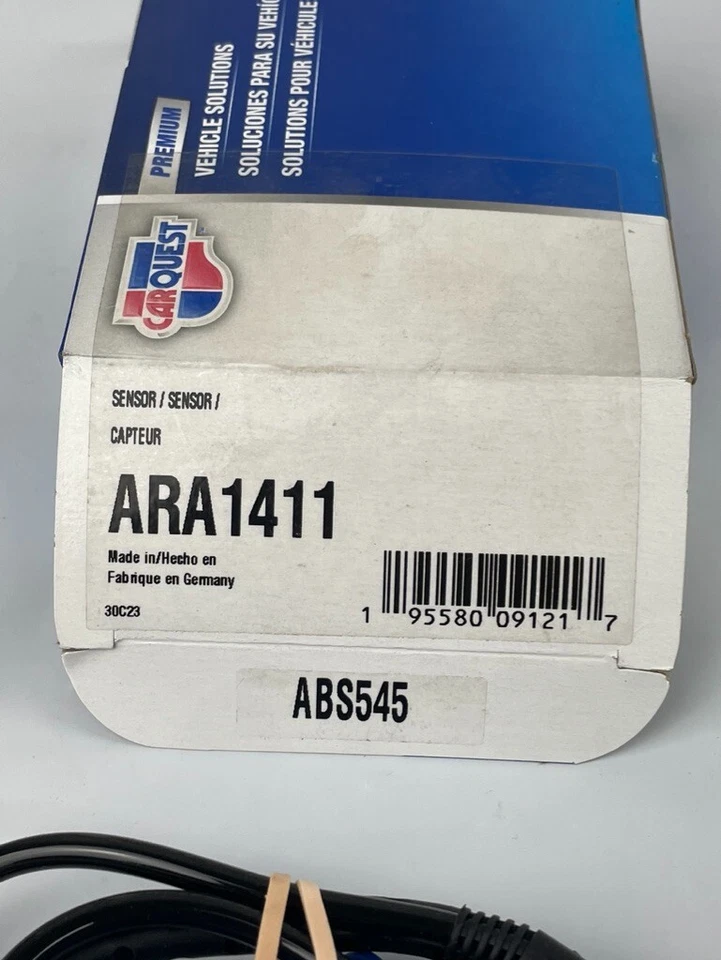 PREMIUM
VEHICLE SOLUTIONS
SOLUCIONES PARA SU
SOLUTIONS POUR VÉHICULE
CARQUEST
SENSOR / SENSOR /
CAPTEUR
ARA1411
Made in/Hecho en
Fabrique en Germany
30C23
1 95580 09121 7
ABS545